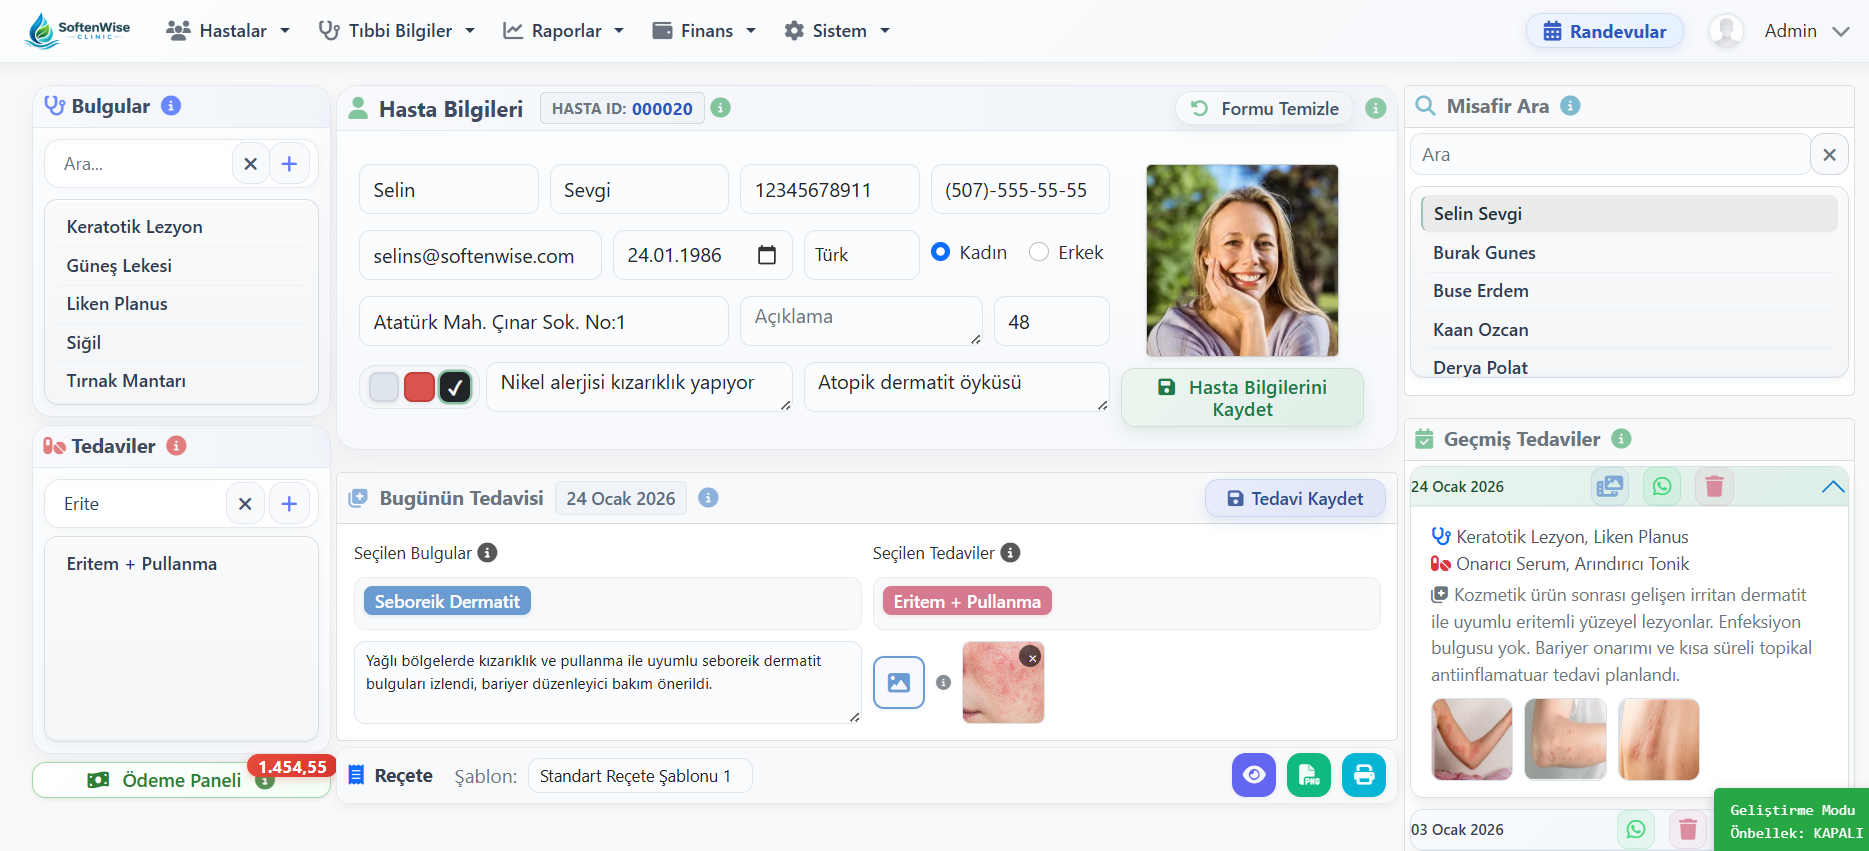 SoftenWise
CLINIC
Hastalar
Tıbbi Bilgiler
Raporlar
Finans
Sistem
Randevular
Admin
Bulgular
Ara...
Keratotik Lezyon
Güneş Lekesi
Liken Planus
Siğil
Tırnak Mantarı
Tedaviler
Erite
Eritem + Pullanma
Ödeme Paneli
1.454,55
Hasta Bilgileri
HASTA ID: 000020
Formu Temizle
Selin
Sevgi
12345678911
(507)-555-55-55
selins@softenwise.com
24.01.1986
Türk
Kadın
Erkek
Atatürk Mah. Çınar Sok. No:1
Açıklama
48
Nikel alerjisi kızarıklık yapıyor
Atopik dermatit öyküsü
Hasta Bilgilerini
Kaydet
Bugünün Tedavisi
24 Ocak 2026
Tedavi Kaydet
Seçilen Bulgular
Seçilen Tedaviler
Seboreik Dermatit
Eritem + Pullanma
Yağlı bölgelerde kızarıklık ve pullanma ile uyumlu seboreik dermatit
bulguları izlendi, bariyer düzenleyici bakım önerildi.
Reçete
Şablon:
Standart Reçete Şablonu 1
PNG
Misafir Ara
Ara
Selin Sevgi
Burak Gunes
Buse Erdem
Kaan Ozcan
Derya Polat
Geçmiş Tedaviler
24 Ocak 2026
Keratotik Lezyon, Liken Planus
Onarıcı Serum, Arındırıcı Tonik
Kozmetik ürün sonrası gelişen irritan dermatit
ile uyumlu eritemli yüzeyel lezyonlar. Enfeksiyon
bulgusu yok. Bariyer onarımı ve kısa süreli topikal
antiinflamatuar tedavi planlandı.
03 Ocak 2026
Geliştirme Modu
Önbellek: KAPALI